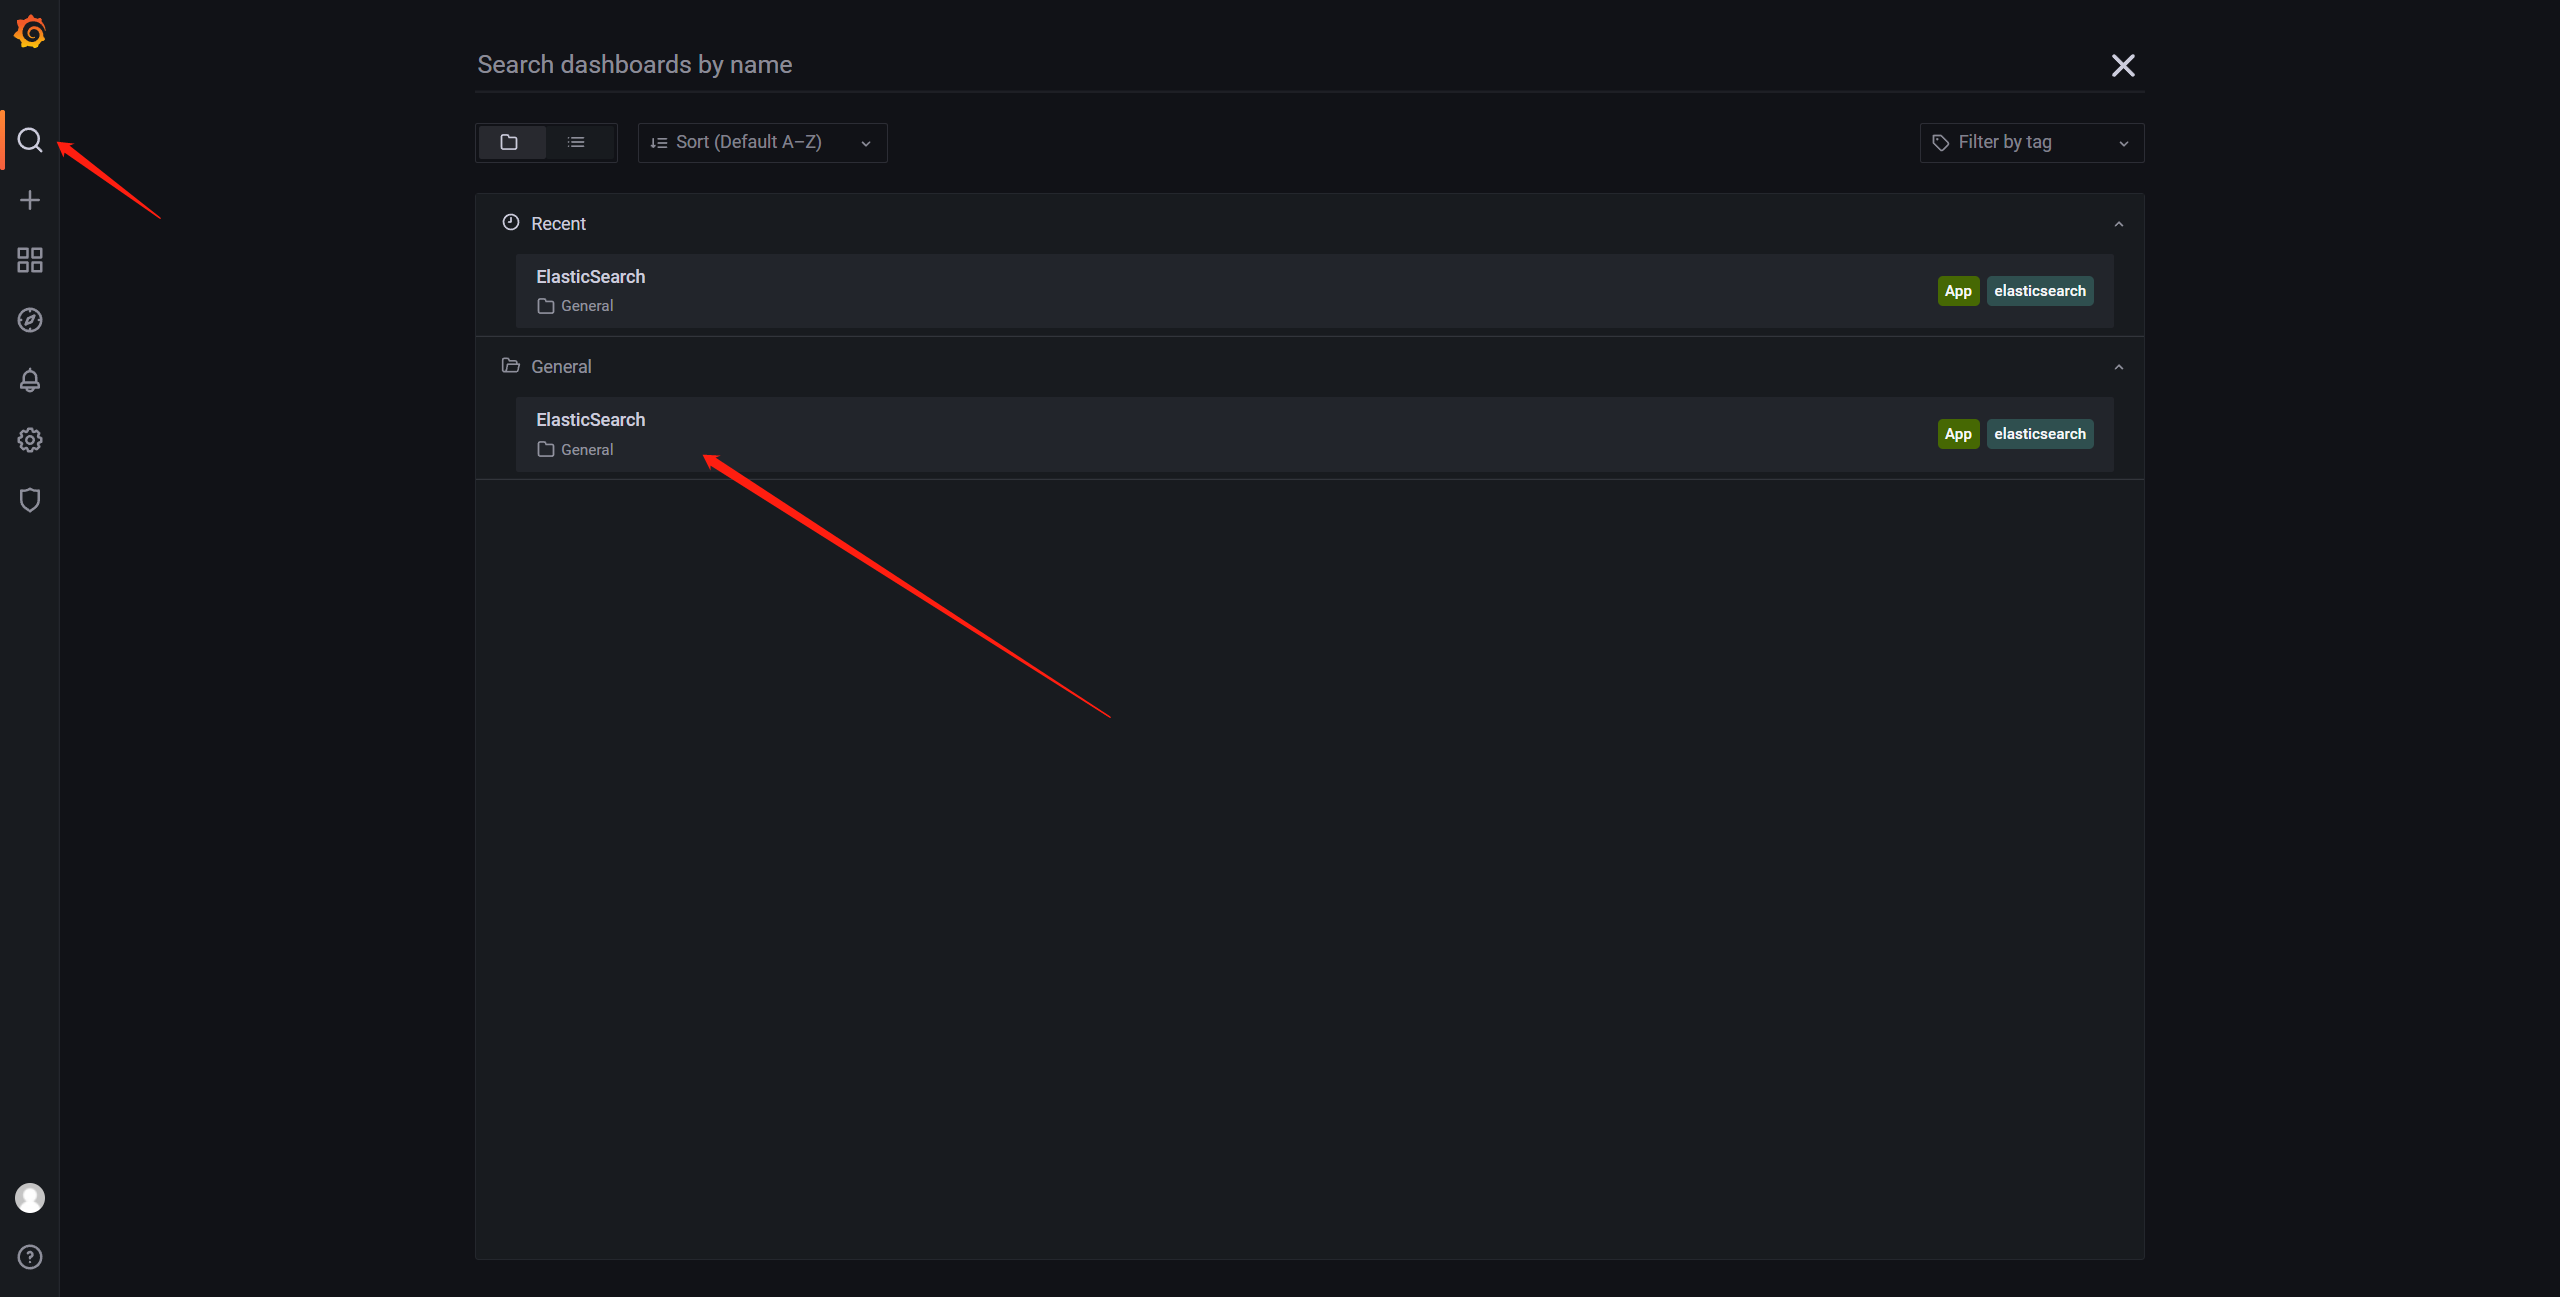 Search dashboards by name
Sort (Default A–Z)
Filter by tag
Recent
ElasticSearch
General
App
elasticsearch
General
ElasticSearch
General
App
elasticsearch